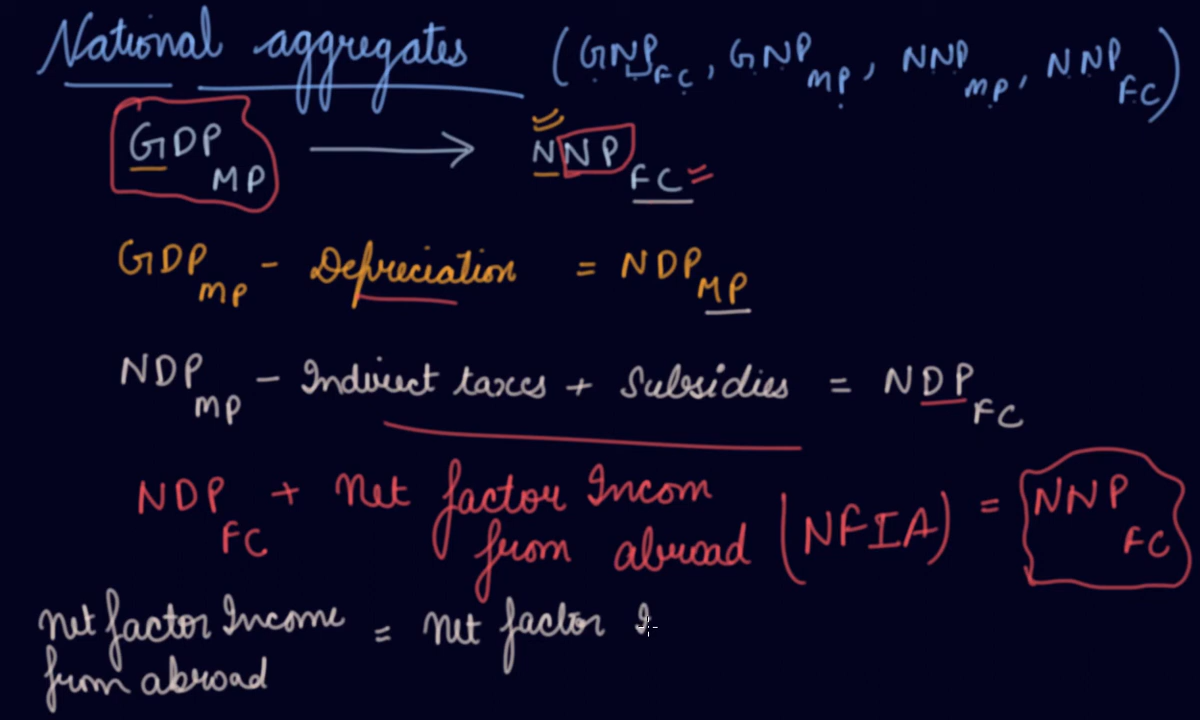 National aggregates (GNP FC, GNP MP, NNP MP, NNP FC)
GDP MP → NNP FC
GDP MP - Depreciation = NDP MP
NDP MP - Indirect taxes + Subsidies = NDP FC
NDP FC + Net factor Incom
from abroad (NFIA) = NNP FC
net factor Income = net factor
from abroad